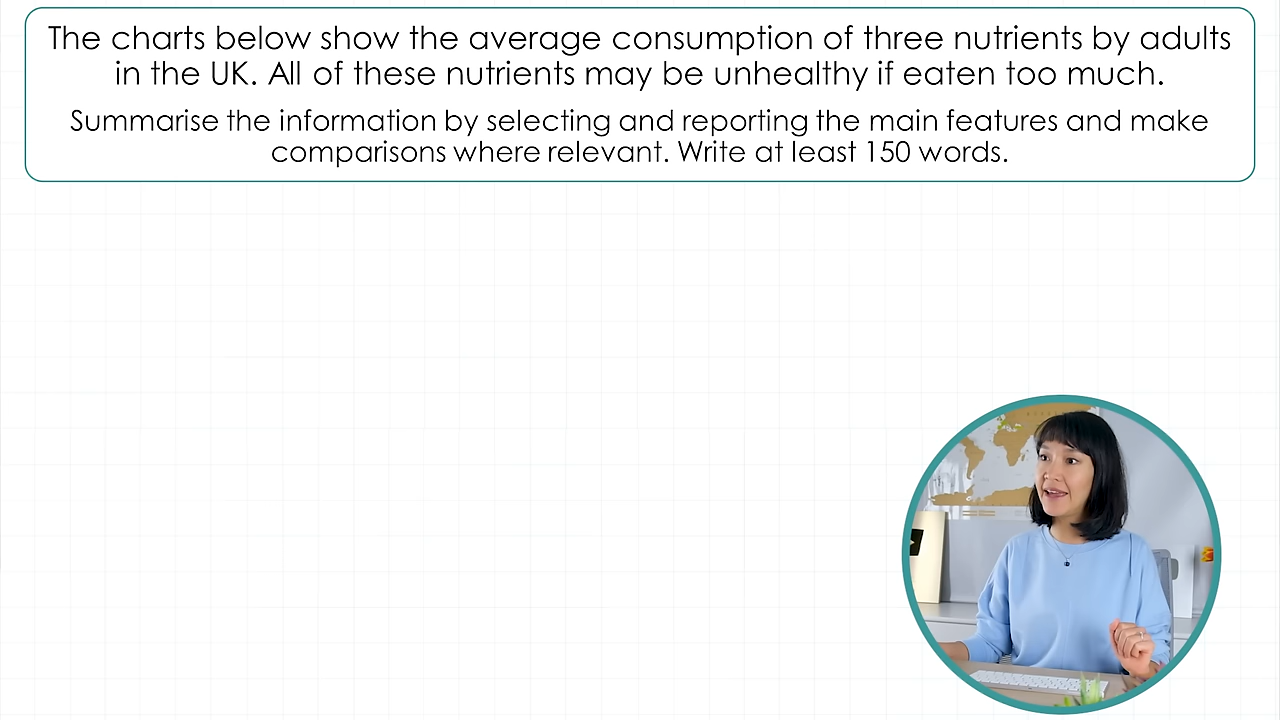 The charts below show the average consumption of three nutrients by adults
in the UK. All of these nutrients may be unhealthy if eaten too much.
Summarise the information by selecting and reporting the main features and make
comparisons where relevant. Write at least 150 words.